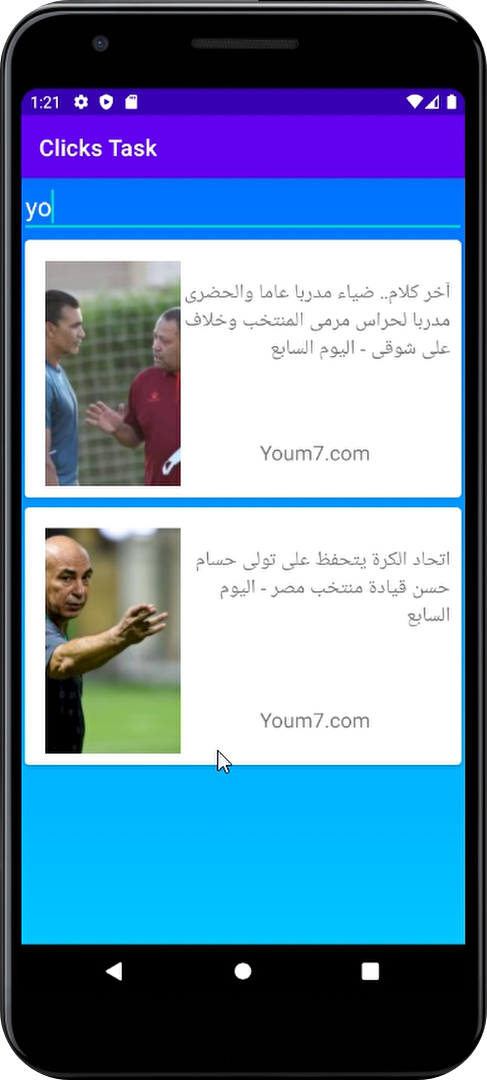 1:21
Clicks Task
yo
آخر كلام.. ضياء مدربا عاما والحضرى
مدربا لحراس مرمى المنتخب وخلاف
على شوقى - اليوم السابع
Youm7.com
اتحاد الكرة يتحفظ على تولى حسام
حسن قيادة منتخب مصر - اليوم
السابع
Youm7.com